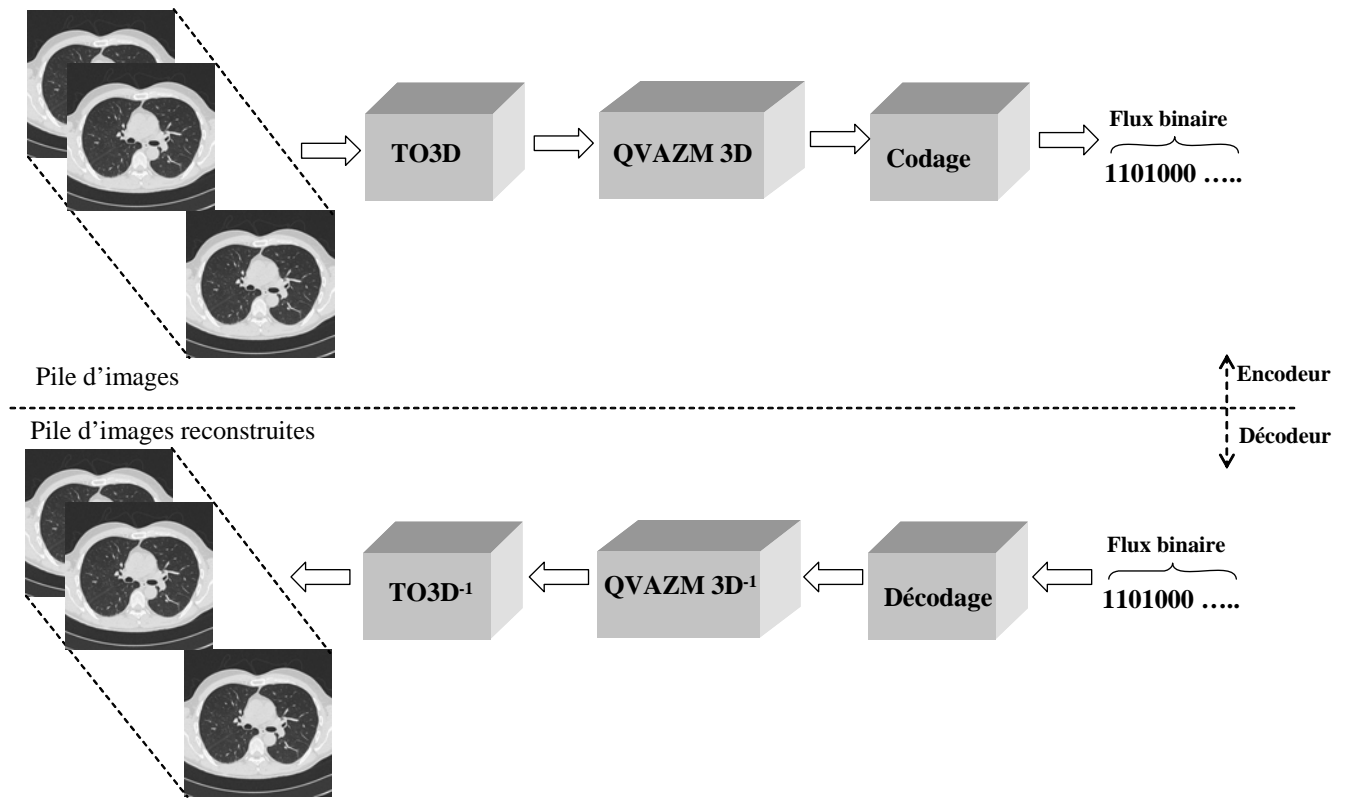 TO3D
QVAZM 3D
Codage
Flux binaire
1101000 …..
Pile d’images
Encodeur
Pile d’images reconstruites
Décodeur
TO3D-1
QVAZM 3D-1
Décodage
Flux binaire
1101000 …..